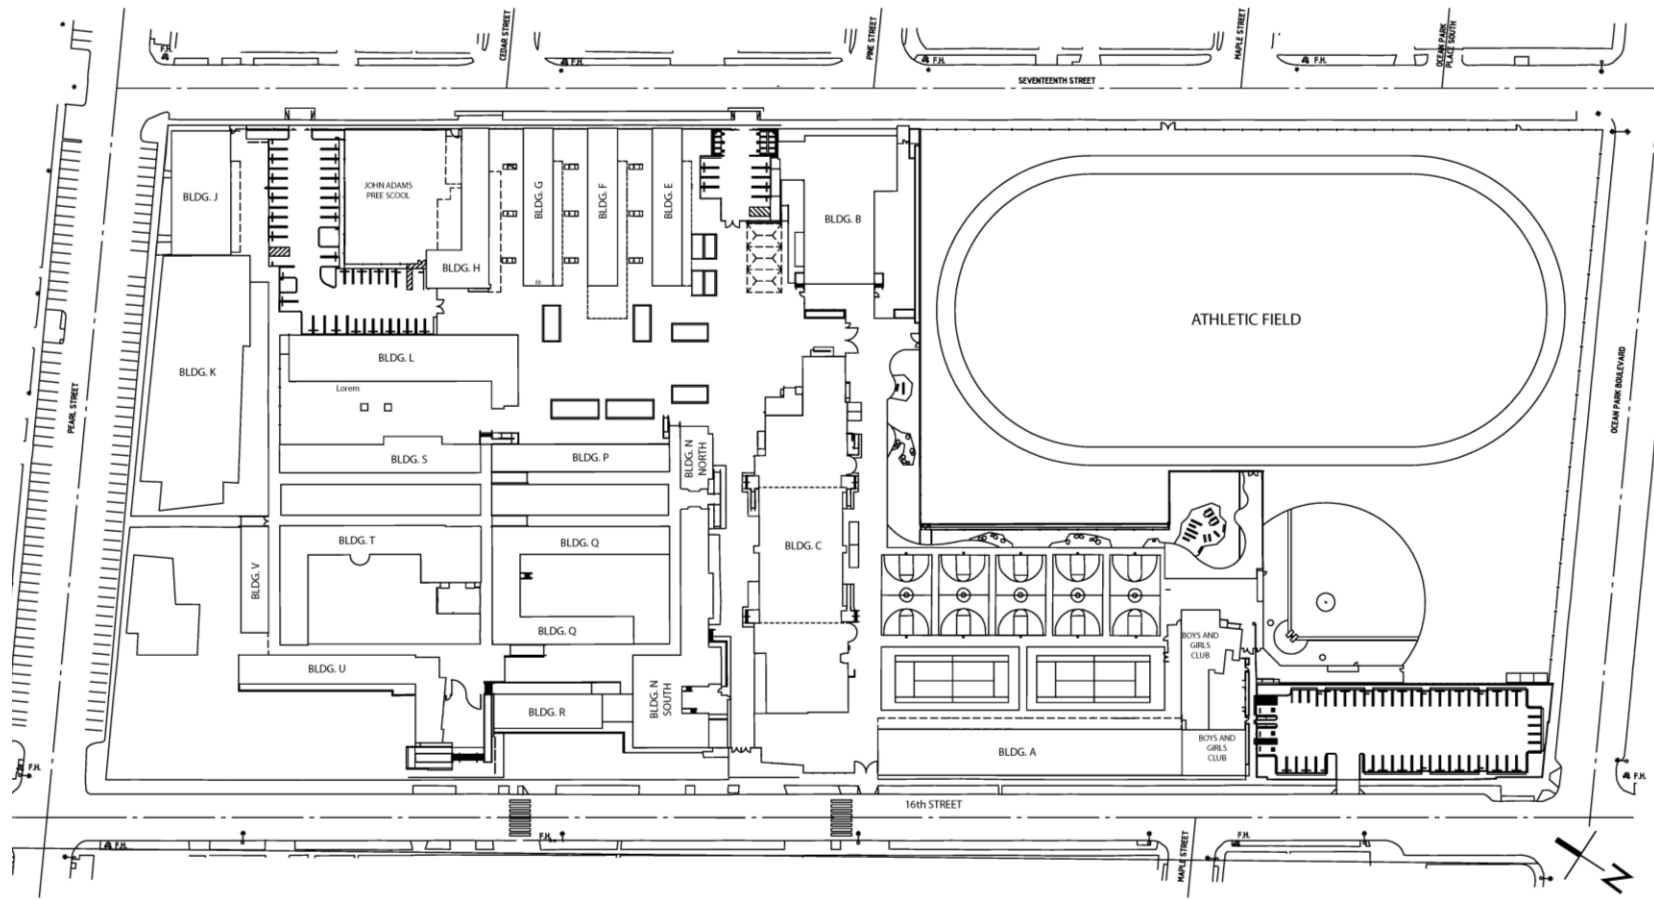 CEDAR STREET
PINE STREET
MAPLE STREET
OCEAN PARK
PLACE SOUTH
F.H.
F.H.
F.H.
F.H.
SEVENTEENTH STREET
BLDG. J
JOHN ADAMS
PREE SCOOL
BLDG. H
BLDG. G
BLDG. F
BLDG. E
BLDG. B
ATHLETIC FIELD
BLDG. K
BLDG. L
Lorem
PEARL STREET
OCEAN PARK BOULEVARD
BLDG. S
BLDG. P
BLDG. N
NORTH
BLDG. T
BLDG. Q
BLDG. C
BLDG. V
BLDG. Q
BLDG. U
BLDG. R
BLDG. N
SOUTH
BOYS AND
GIRLS
CLUB
BLDG. A
BOYS AND
GIRLS
CLUB
F.H.
F.H.
16th STREET
F.H.
F.H.
F.H.
MAPLE STREET
N